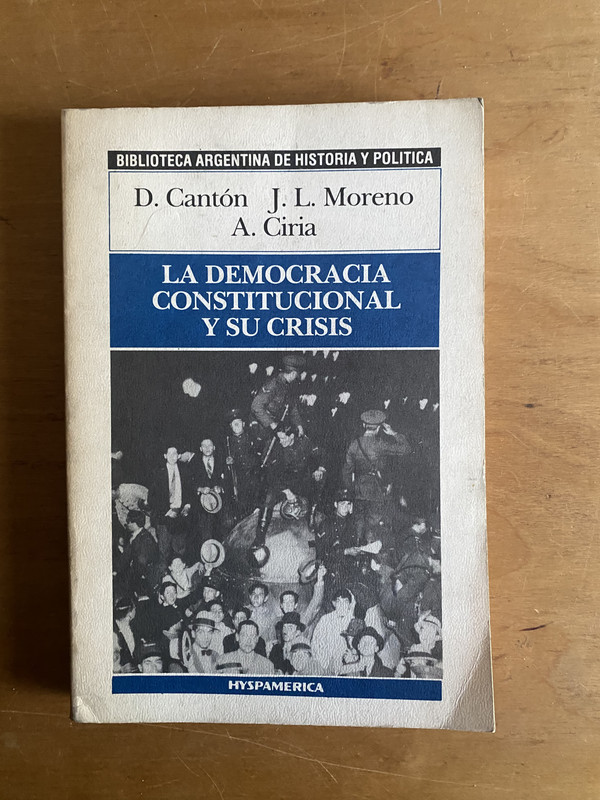 BIBLIOTECA ARGENTINA DE HISTORIA Y POLITICA
D. Cantón J. L. Moreno
A. Ciria
LA DEMOCRACIA
CONSTITUCIONAL
Y SU CRISIS
HYSPAMERICA